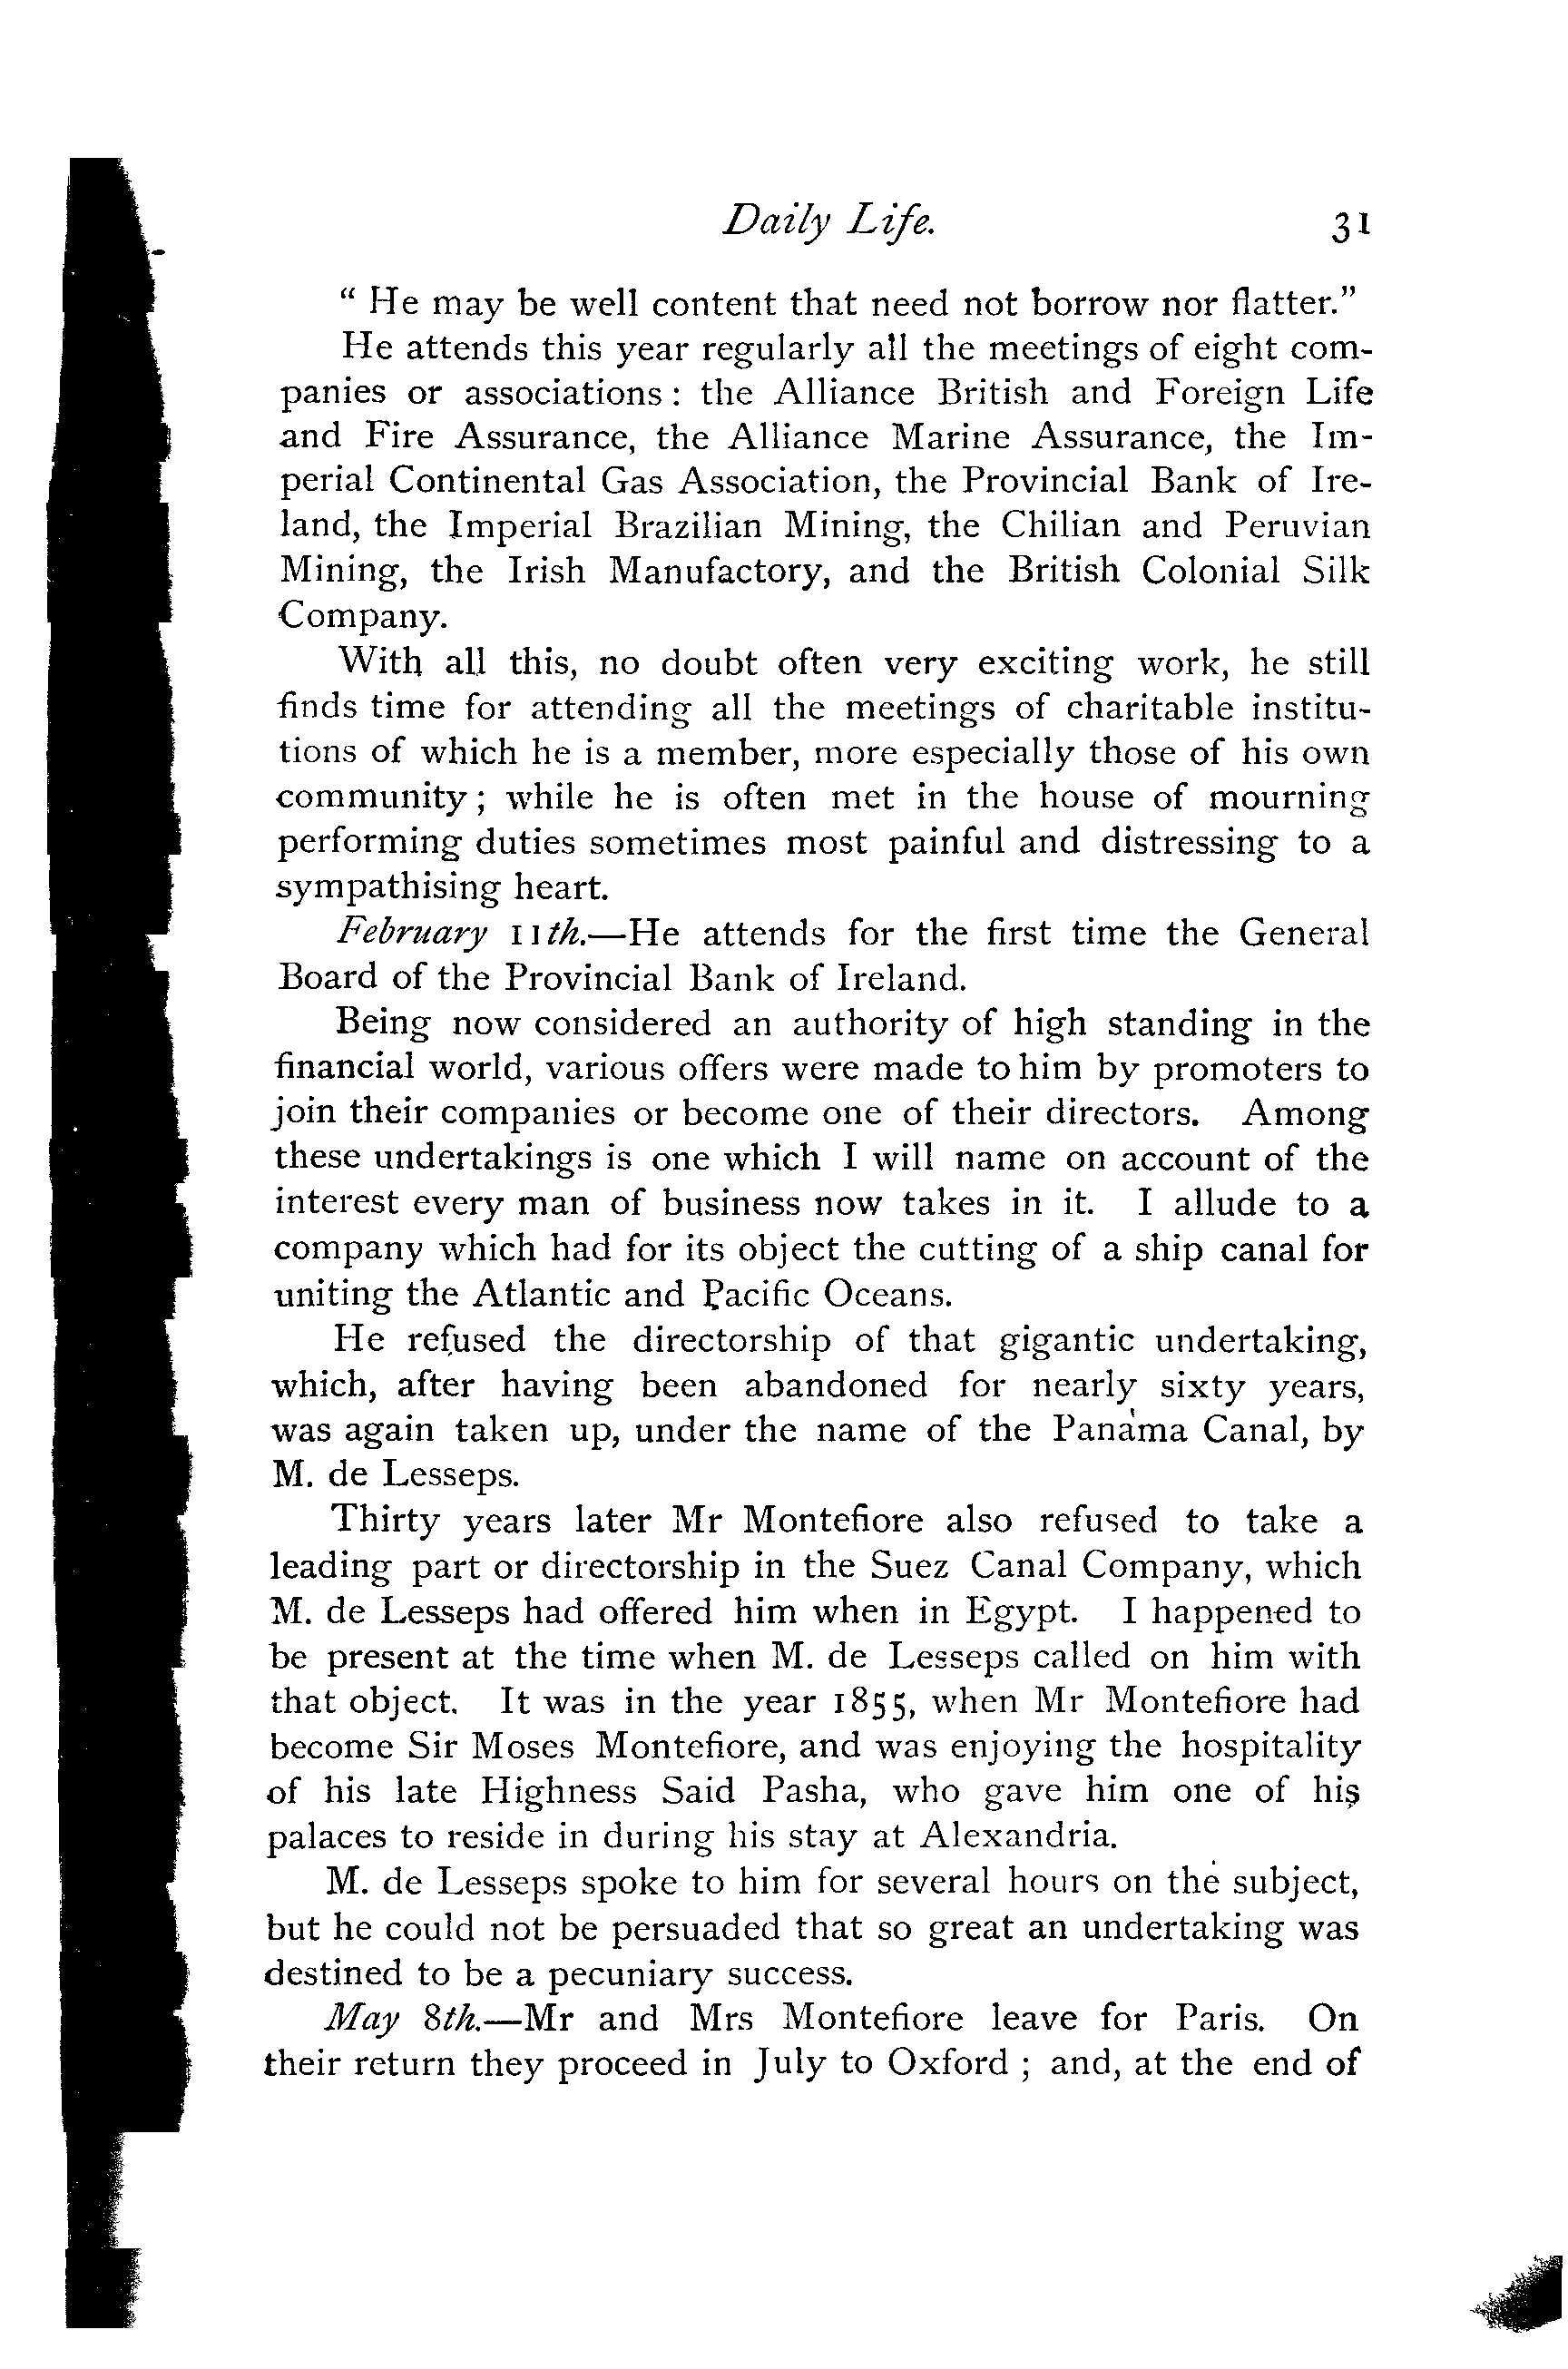 Daily Life. 31
" He may be well content that need not borrow nor flatter."
He attends this year regularly all the meetings of eight com-
panies or associations : the Alliance British and Foreign Life
and Fire Assurance, the Alliance Marine Assurance, the Im-
perial Continental Gas Association, the Provincial Bank of Ire-
land, the Imperial Brazilian Mining, the Chilian and Peruvian
Mining, the Irish Manufactory, and the British Colonial Silk
Company.
With all this, no doubt often very exciting work, he still
finds time for attending all the meetings of charitable institu-
tions of which he is a member, more especially those of his own
community ; while he is often met in the house of mourning
performing duties sometimes most painful and distressing to a
sympathising heart.
February 11th.—He attends for the first time the General
Board of the Provincial Bank of Ireland.
Being now considered an authority of high standing in the
financial world, various offers were made to him by promoters to
join their companies or become one of their directors. Among
these undertakings is one which I will name on account of the
interest every man of business now takes in it. I allude to a
company which had for its object the cutting of a ship canal for
uniting the Atlantic and Pacific Oceans.
He refused the directorship of that gigantic undertaking,
which, after having been abandoned for nearly sixty years,
was again taken up, under the name of the Panama Canal, by
M. de Lesseps.
Thirty years later Mr Montefiore also refused to take a
leading part or directorship in the Suez Canal Company, which
M. de Lesseps had offered him when in Egypt. I happened to
be present at the time when M. de Lesseps called on him with
that object. It was in the year 1855, when Mr Montefiore had
become Sir Moses Montefiore, and was enjoying the hospitality
of his late Highness Said Pasha, who gave him one of his
palaces to reside in during his stay at Alexandria.
M. de Lesseps spoke to him for several hours on the subject,
but he could not be persuaded that so great an undertaking was
destined to be a pecuniary success.
May 8th.—Mr and Mrs Montefiore leave for Paris. On
their return they proceed in July to Oxford ; and, at the end of